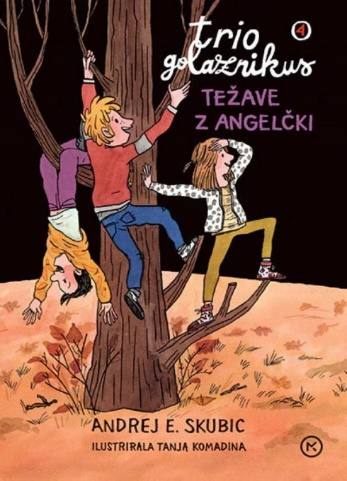 trio
4
golaznikus
TEŽAVE
Z ANGELČKI
ANDREJ E. SKUBIC
ILUSTRIRALA TANJA KOMADINA
M